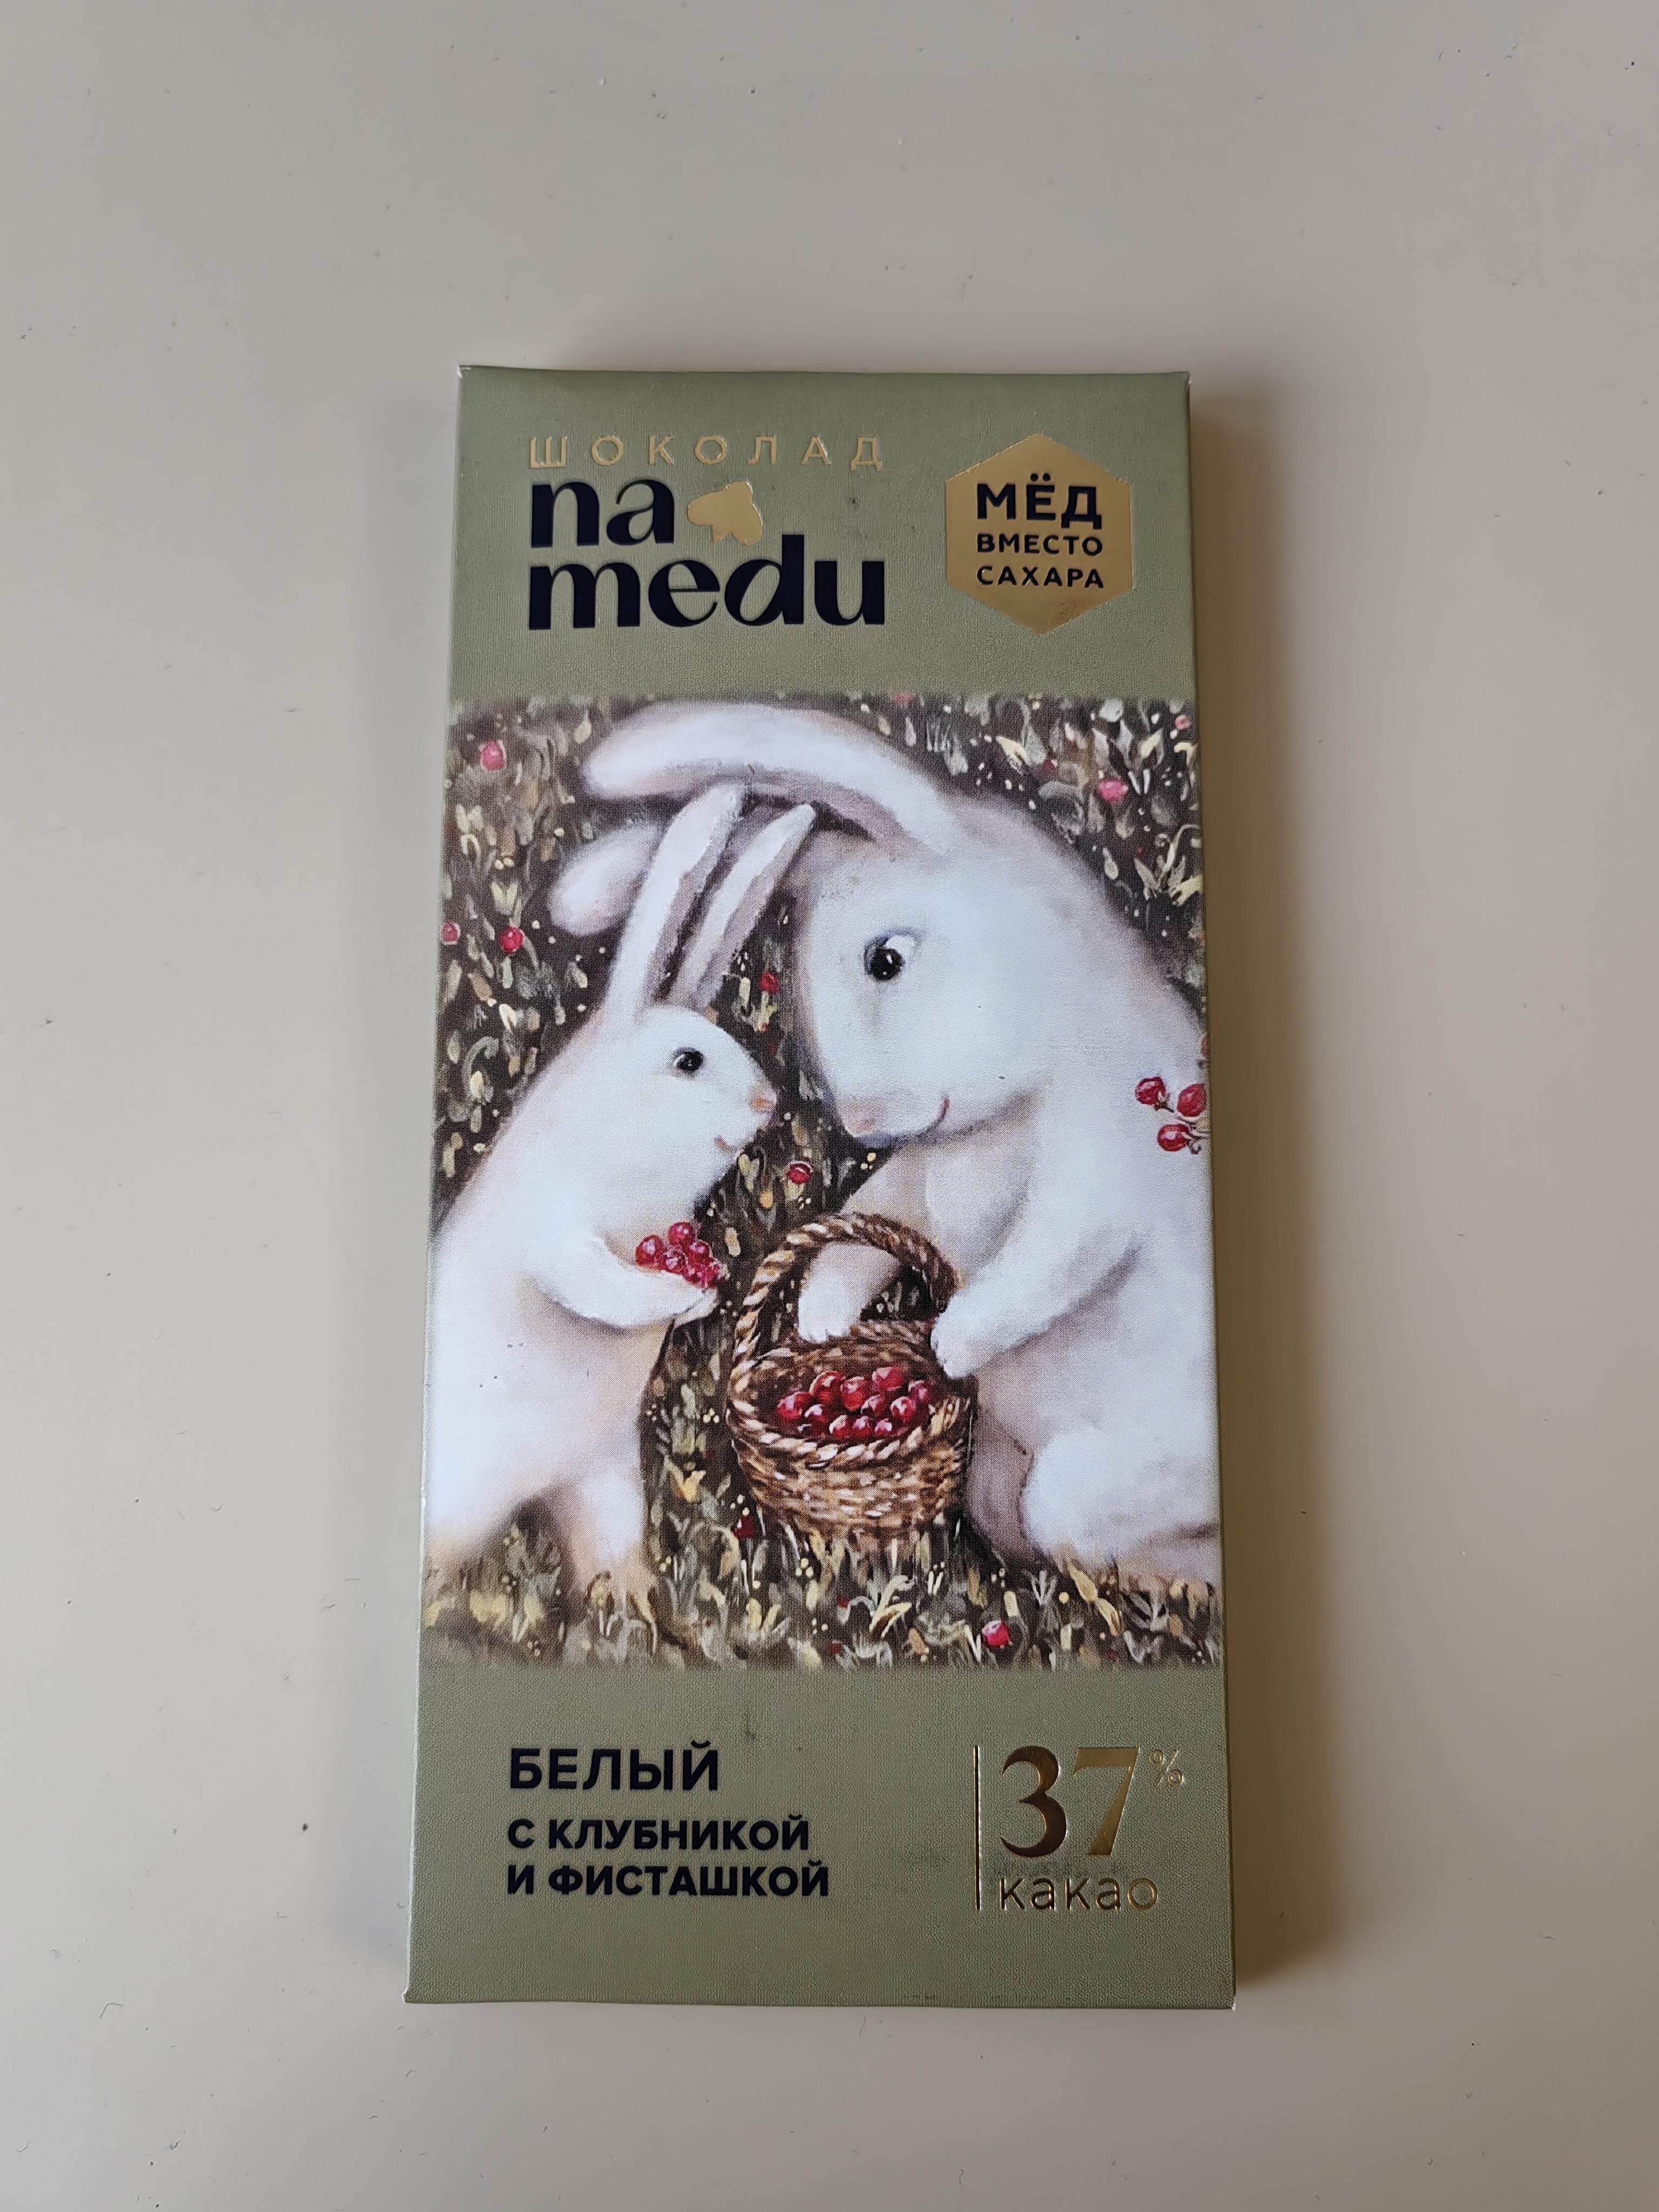 ШОКОЛАД
na
medu
МЁД
ВМЕСТО
САХАРА
БЕЛЫЙ
С КЛУБНИКОЙ
И ФИСТАШКОЙ
37%
какао